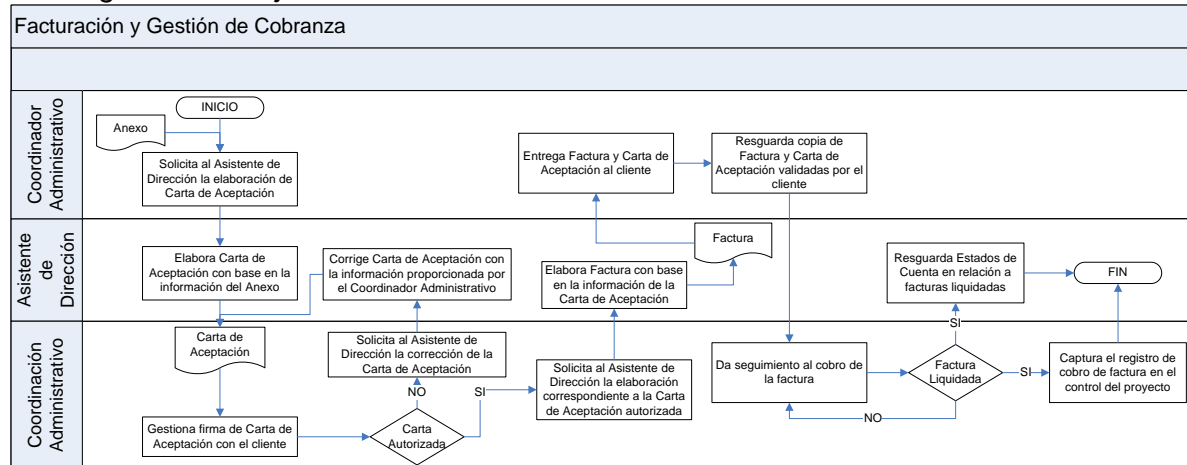 Facturación y Gestión de Cobranza
Coordinador
Administrativo
INICIO
Anexo
Solicita al Asistente de
Dirección la elaboración de
Carta de Aceptación
Entrega Factura y Carta de
Aceptación al cliente
Resguarda copia de
Factura y Carta de
Aceptación validadas por el
cliente
Asistente
de
Dirección
Elabora Carta de
Aceptación con base en la
información del Anexo
Corrige Carta de Aceptación con
la información proporcionada por
el Coordinador Administrativo
Elabora Factura con base
en la información de la
Carta de Aceptación
Factura
Resguarda Estados de
Cuenta en relación a
facturas liquidadas
FIN
Coordinación
Administrativo
Carta de
Aceptación
Gestiona firma de Carta de
Aceptación con el cliente
Solicita al Asistente de
Dirección la corrección de la
Carta de Aceptación
NO
Carta
Autorizada
SI
Solicita al Asistente de
Dirección la elaboración
correspondiente a la Carta
de Aceptación autorizada
Da seguimiento al cobro de
la factura
SI
Factura
Liquidada
NO
SI
Captura el registro de
cobro de factura en el
control del proyecto